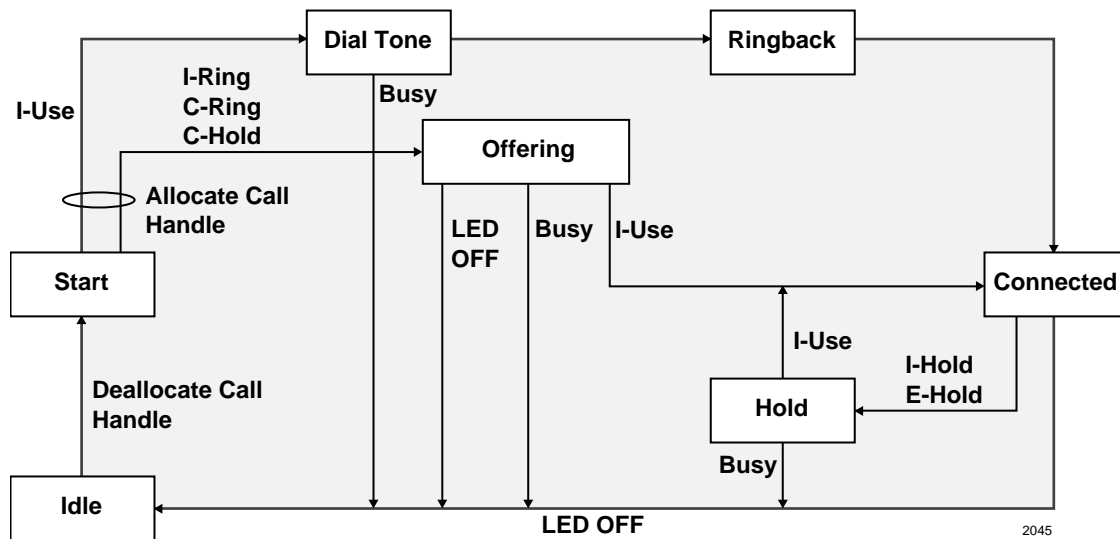 Dial Tone
Ringback
I-Ring
C-Ring
C-Hold
Busy
I-Use
Offering
Allocate Call
Handle
LED
OFF
Busy
I-Use
Start
Connected
I-Use
I-Hold
E-Hold
Deallocate Call
Handle
Hold
Busy
Idle
LED OFF
2045